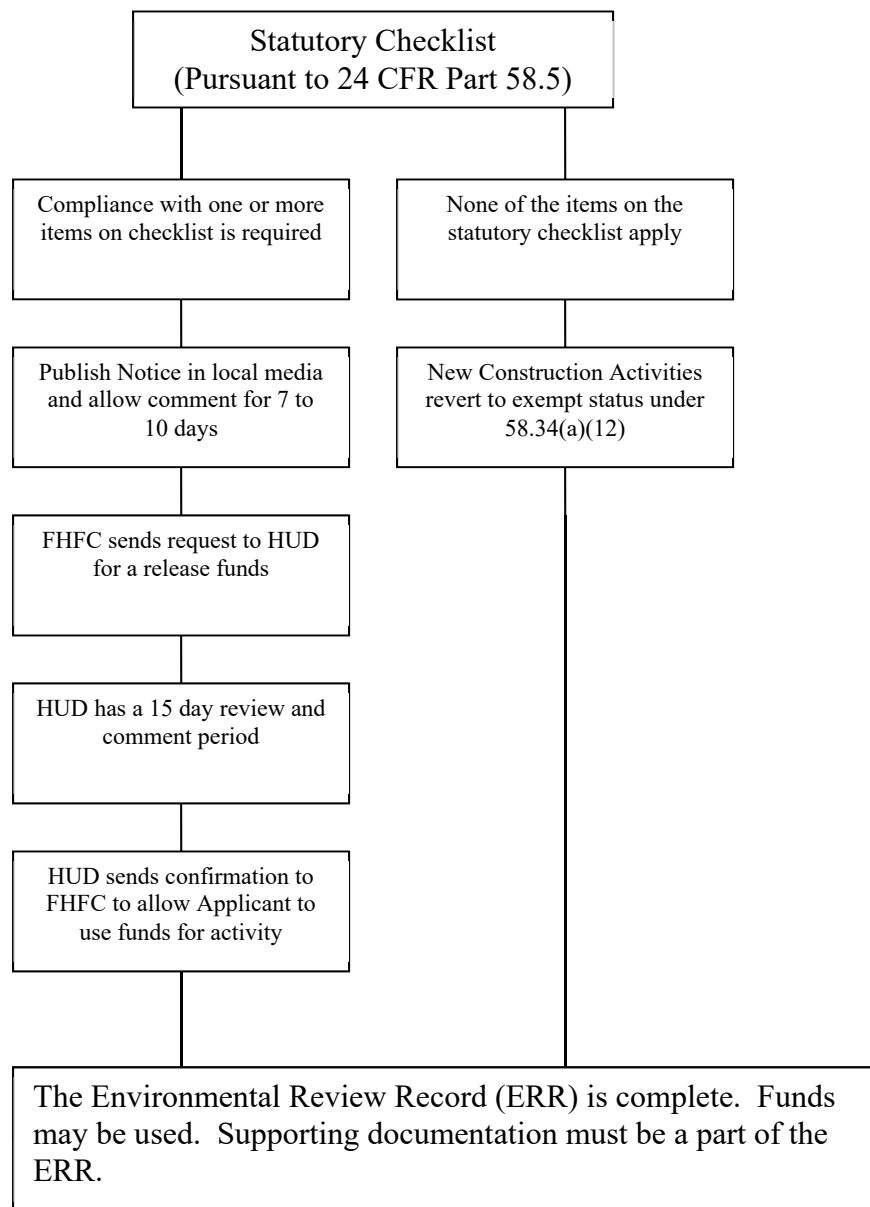 Statutory Checklist
(Pursuant to 24 CFR Part 58.5)
Compliance with one or more
items on checklist is required
None of the items on the
statutory checklist apply
Publish Notice in local media
and allow comment for 7 to
10 days
New Construction Activities
revert to exempt status under
58.34(a)(12)
FHFC sends request to HUD
for a release funds
HUD has a 15 day review and
comment period
HUD sends confirmation to
FHFC to allow Applicant to
use funds for activity
The Environmental Review Record (ERR) is complete.  Funds
may be used.  Supporting documentation must be a part of the
ERR.